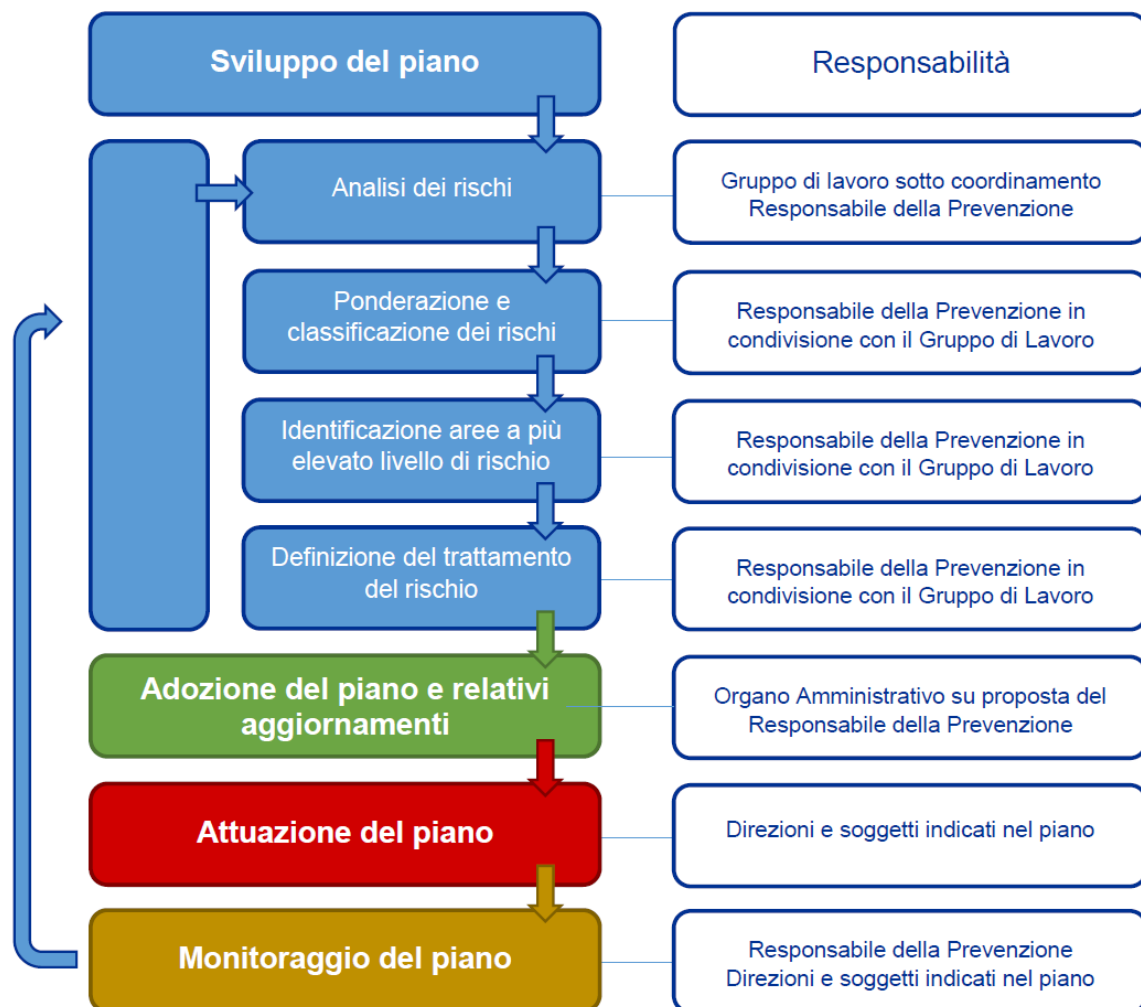 Sviluppo del piano
Responsabilità
Analisi dei rischi
Gruppo di lavoro sotto coordinamento
Responsabile della Prevenzione
Ponderazione e
classificazione dei rischi
Responsabile della Prevenzione in
condivisione con il Gruppo di Lavoro
Identificazione aree a più
elevato livello di rischio
Responsabile della Prevenzione in
condivisione con il Gruppo di Lavoro
Definizione del trattamento
del rischio
Responsabile della Prevenzione in
condivisione con il Gruppo di Lavoro
Adozione del piano e relativi
aggiornamenti
Organo Amministrativo su proposta del
Responsabile della Prevenzione
Attuazione del piano
Direzioni e soggetti indicati nel piano
Monitoraggio del piano
Responsabile della Prevenzione
Direzioni e soggetti indicati nel piano